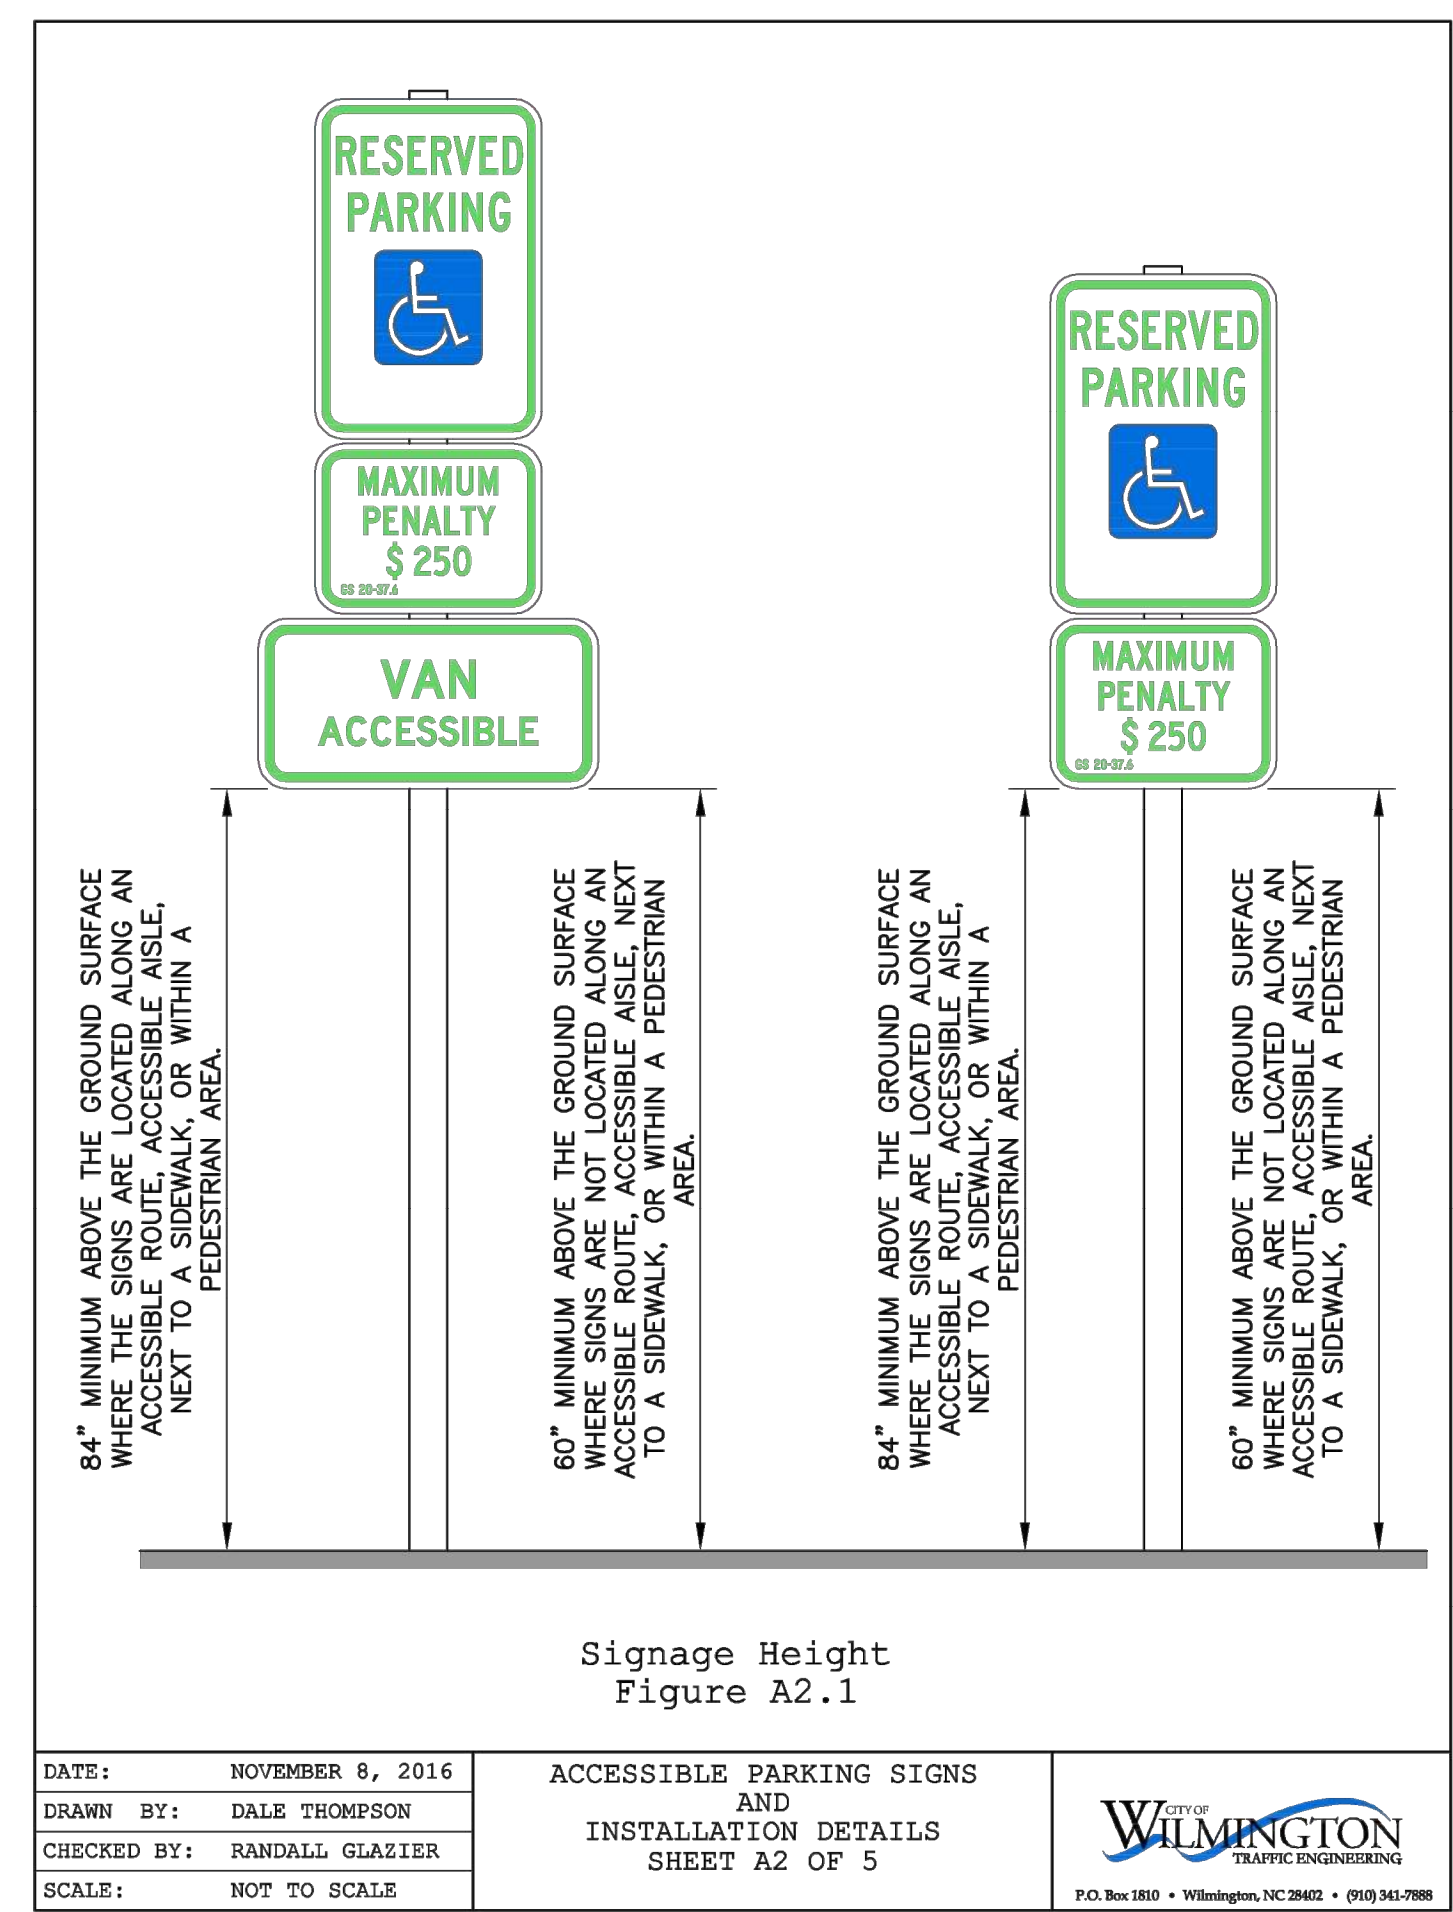 RESERVED
PARKING
MAXIMUM
PENALTY
$ 250
GS 20-37.6
VAN
ACCESSIBLE
RESERVED
PARKING
MAXIMUM
PENALTY
$ 250
GS 20-37.6
84" MINIMUM ABOVE THE GROUND SURFACE
WHERE THE SIGNS ARE LOCATED ALONG AN
ACCESSIBLE ROUTE, ACCESSIBLE AISLE,
NEXT TO A SIDEWALK, OR WITHIN A
PEDESTRIAN AREA.
60" MINIMUM ABOVE THE GROUND SURFACE
WHERE SIGNS ARE NOT LOCATED ALONG AN
ACCESSIBLE ROUTE, ACCESSIBLE AISLE, NEXT
TO A SIDEWALK, OR WITHIN A PEDESTRIAN
AREA.
84" MINIMUM ABOVE THE GROUND SURFACE
WHERE THE SIGNS ARE LOCATED ALONG AN
ACCESSIBLE ROUTE, ACCESSIBLE AISLE,
NEXT TO A SIDEWALK, OR WITHIN A
PEDESTRIAN AREA.
60" MINIMUM ABOVE THE GROUND SURFACE
WHERE SIGNS ARE NOT LOCATED ALONG AN
ACCESSIBLE ROUTE, ACCESSIBLE AISLE, NEXT
TO A SIDEWALK, OR WITHIN A PEDESTRIAN
AREA.
Signage Height
Figure A2.1
DATE: NOVEMBER 8, 2016
DRAWN BY: DALE THOMPSON
CHECKED BY: RANDALL GLAZIER
SCALE: NOT TO SCALE
ACCESSIBLE PARKING SIGNS
AND
INSTALLATION DETAILS
SHEET A2 OF 5
CITY OF
WILMINGTON
TRAFFIC ENGINEERING
P.O. Box 1810 • Wilmington, NC 28402 • (910) 341-7888